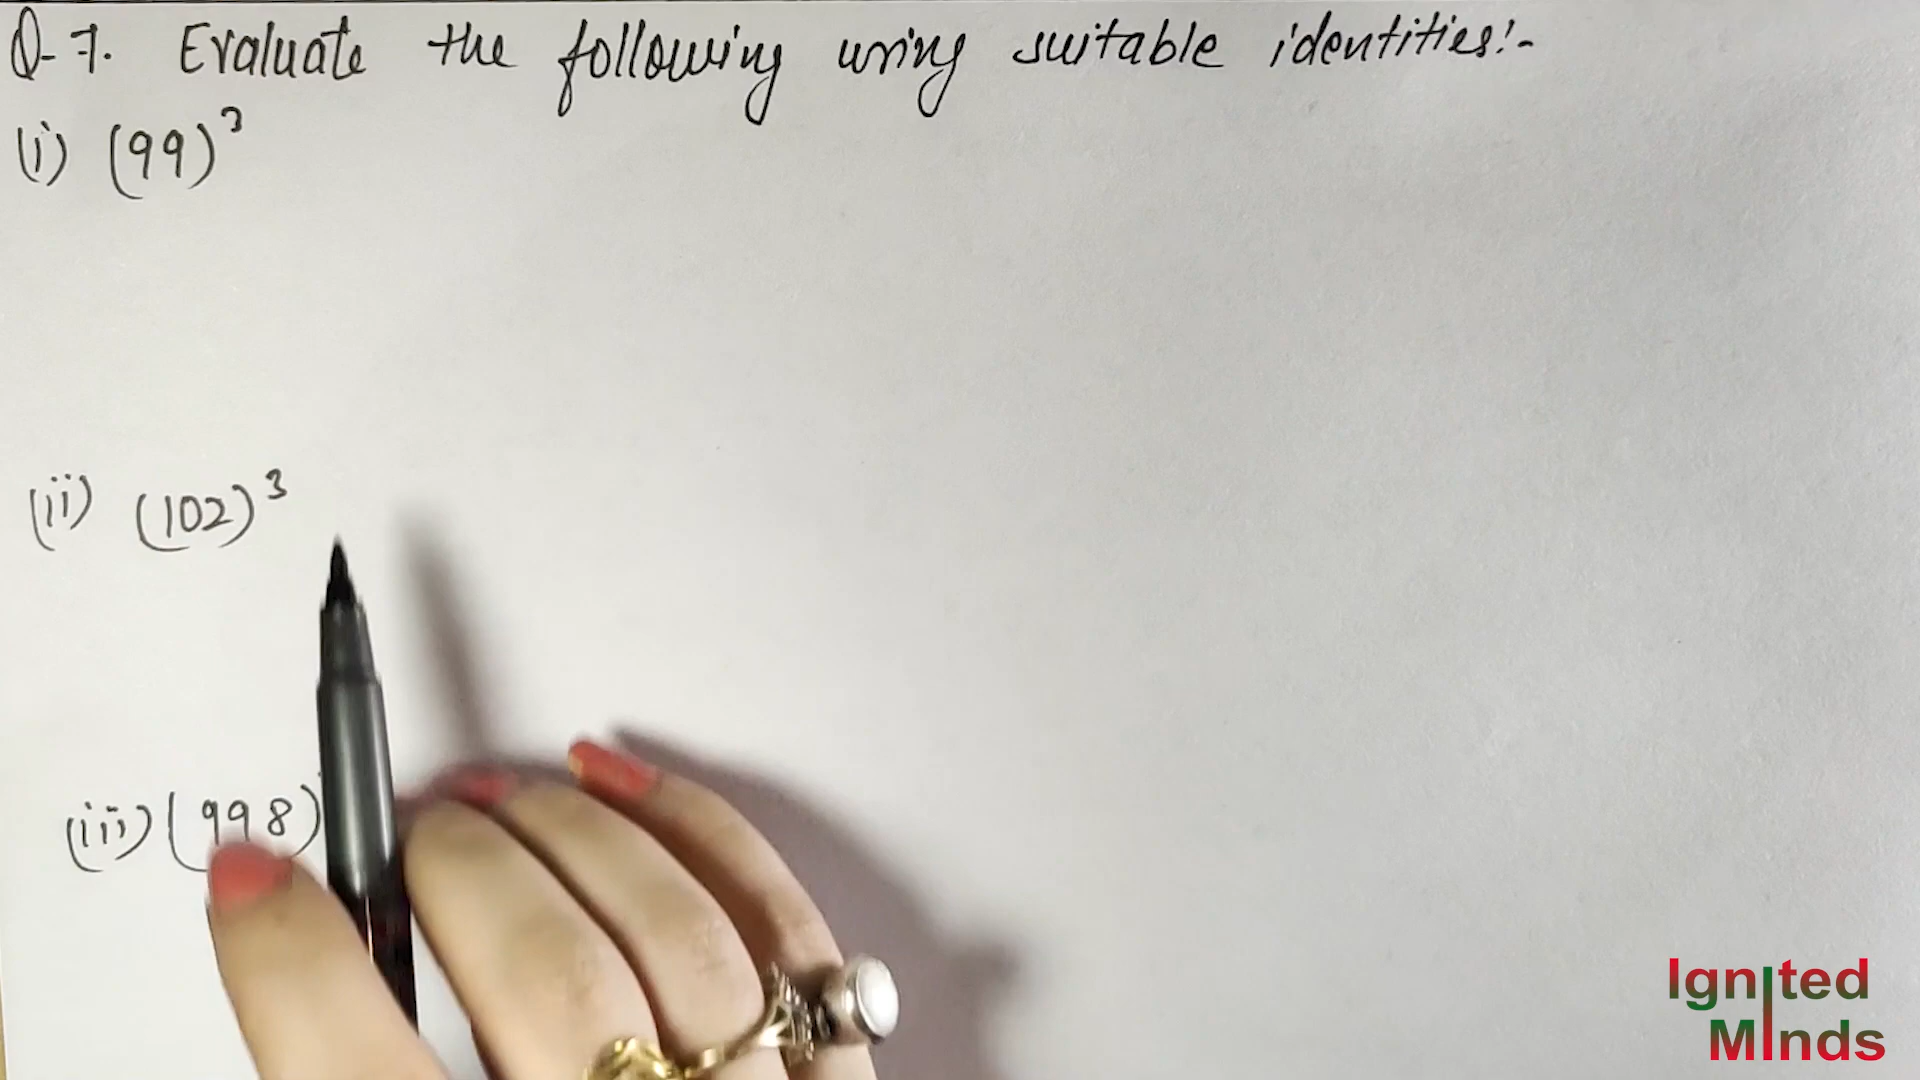 Q-7. Evaluate the following using suitable identities:-
(i) (99)³
(ii) (102)³
(iii) (998)
Ignited
Minds